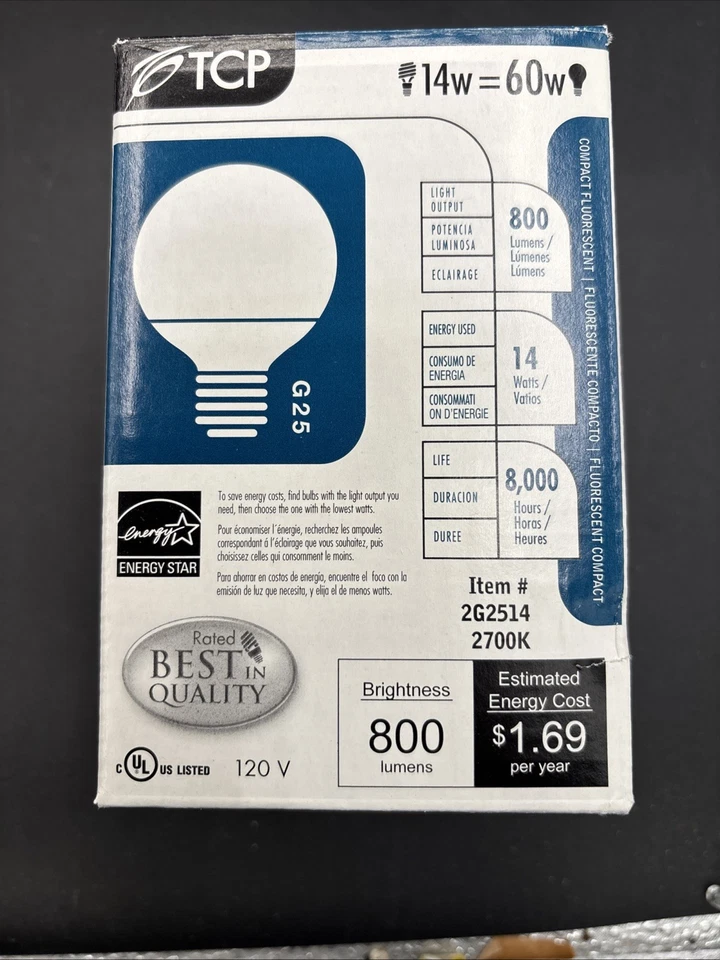 TCP
14w = 60w
COMPACT FLUORESCENT | FLUORESCENTE COMPACTO | FLUORESCENT COMPACT
G25
LIGHT
OUTPUT
POTENCIA
LUMINOSA
ECLAIRAGE
800
Lumens /
Lúmenes
Lúmens
ENERGY USED
CONSUMO DE
ENERGIA
CONSOMMATI
ON D'ENERGIE
14
Watts /
Vatios
LIFE
DURACION
DUREE
8,000
Hours /
Horas /
Heures
energy
ENERGY STAR
To save energy costs, find bulbs with the light output you
need, then choose the one with the lowest watts.
Pour économiser l'énergie, recherchez les ampoules
correspondant á l'éclairage que vous souhaitez, puis
choisissez celles qui consomment le moins.
Para ahorrar en costos de energía, encuentre el foco con la
emisión de luz que necesita, y elija el de menos watts.
Item #
2G2514
2700K
Rated
BEST IN
QUALITY
C UL US LISTED
120 V
Brightness
800
lumens
Estimated
Energy Cost
$1.69
per year